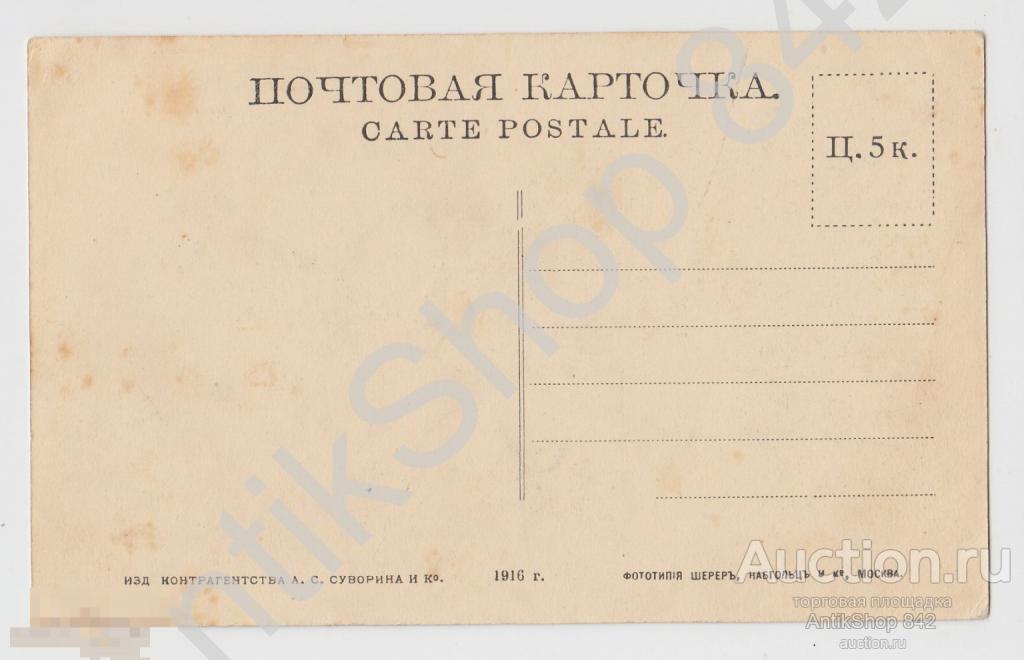 ПОЧТОВАЯ КАРТОЧКА.
CARTE POSTALE.
Ц. 5 к.
ИЗД КОНТРАГЕНТСТВА А. С. СУВОРИНА И Ко.
1916 г.
ФОТОТИПІЯ ШЕРЕРЪ, НАБГОЛЬЦЪ И Кº, МОСКВА.
AntikShop 842
Auction.ru
торговая площадка
AntikShop 842
auction.ru